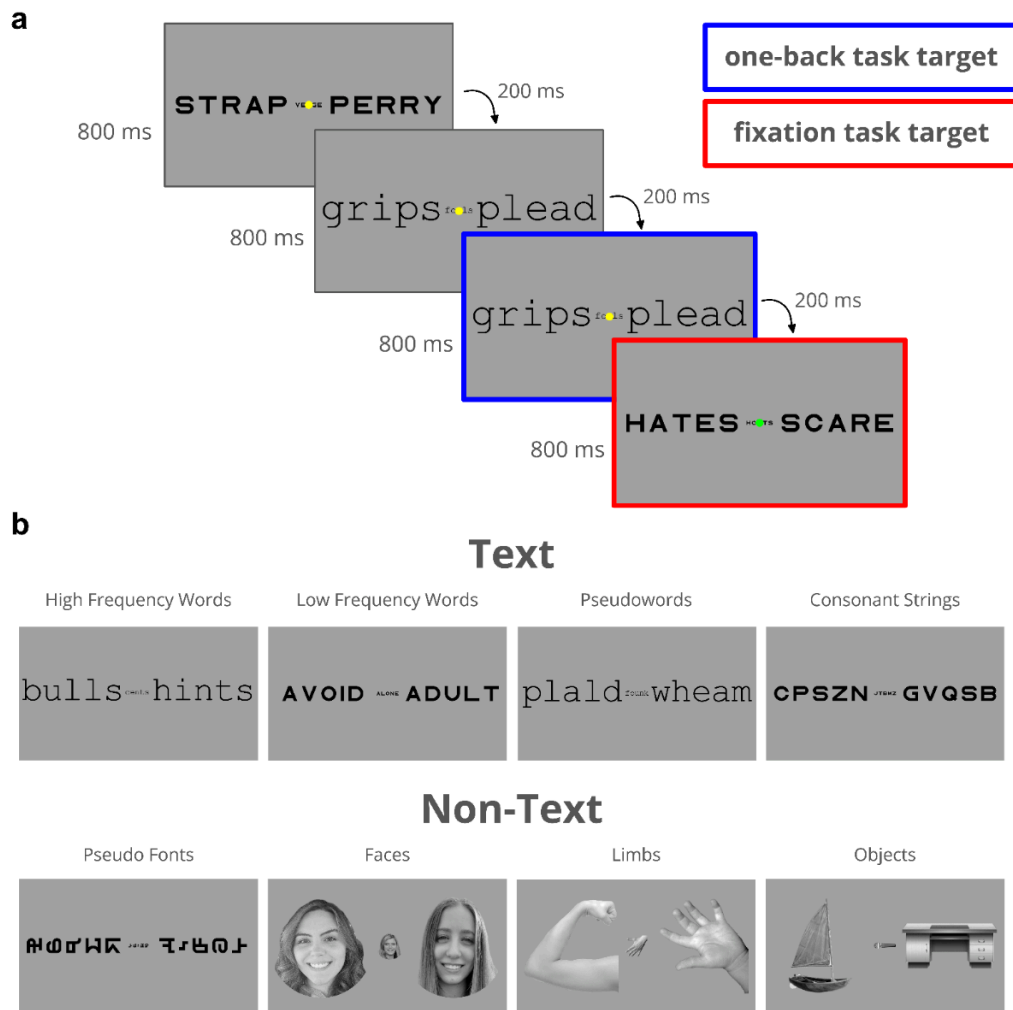 a
one-back task target
fixation task target
STRAP PERRY
800 ms
200 ms
grips plead
800 ms
200 ms
grips plead
800 ms
200 ms
HATES SCARE
800 ms
b
Text
High Frequency Words Low Frequency Words Pseudowords Consonant Strings
bulls cents hints AVOID ALONE ADULT plald founk wheam CPSZN GVQSB
Non-Text
Pseudo Fonts Faces Limbs Objects